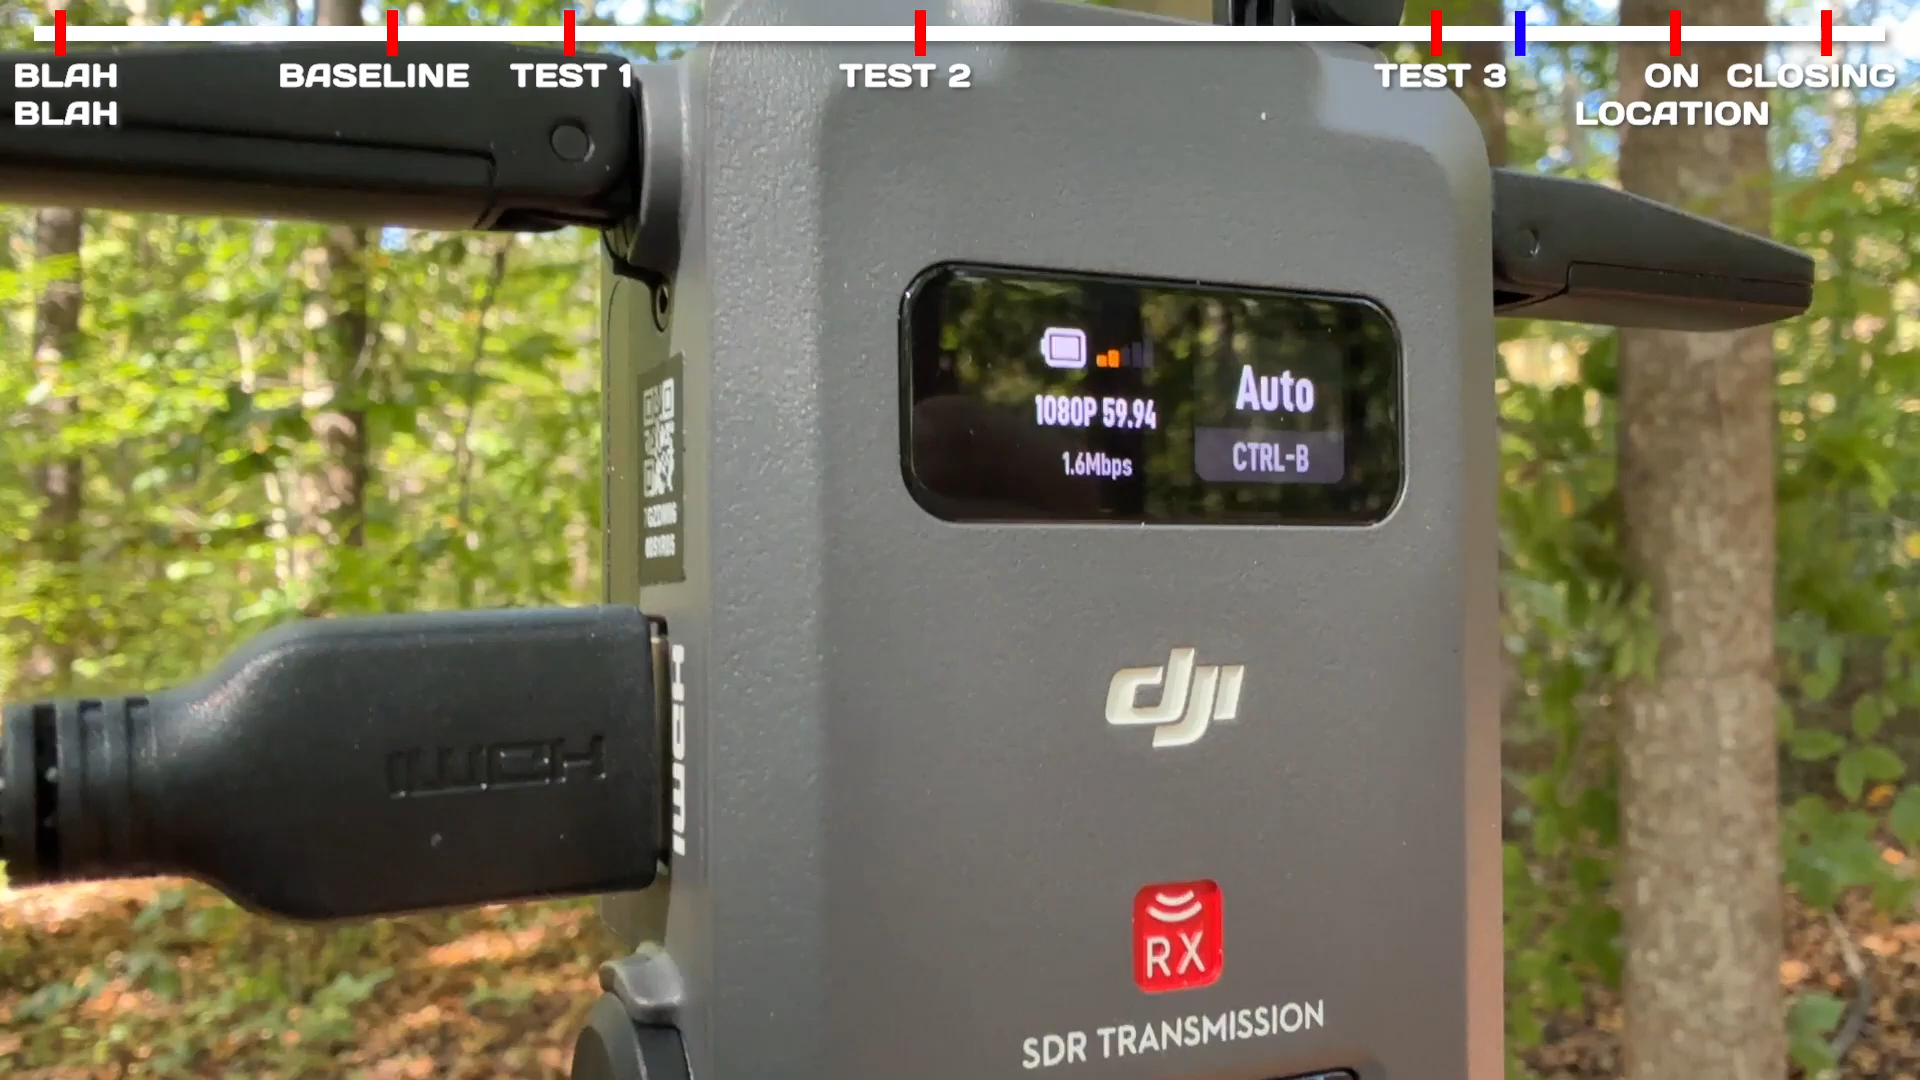 BLAH BLAH
BASELINE
TEST 1
TEST 2
TEST 3
ON LOCATION
CLOSING
1080P 59.94
1.6Mbps
Auto
CTRL-B
HDMI
HDMI
dji
RX
SDR TRANSMISSION